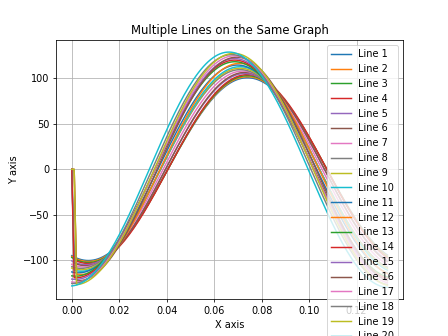 Multiple Lines on the Same Graph
Y axis
100
50
0
−50
−100
0.00
0.02
0.04
0.06
0.08
0.10
X axis
Line 1
Line 2
Line 3
Line 4
Line 5
Line 6
Line 7
Line 8
Line 9
Line 10
Line 11
Line 12
Line 13
Line 14
Line 15
Line 16
Line 17
Line 18
Line 19
Line 20